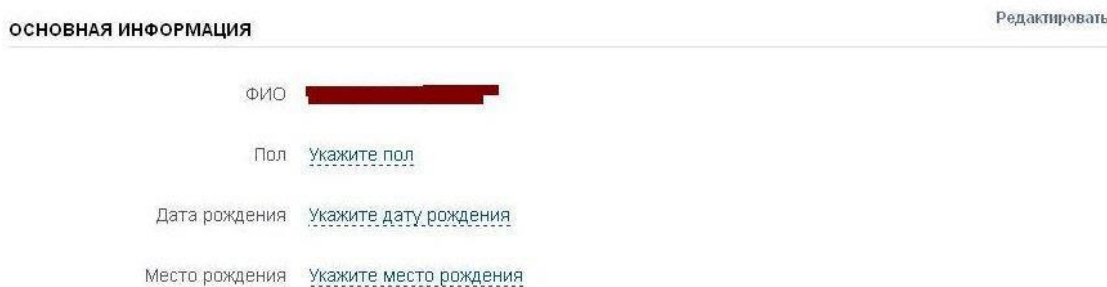 ОСНОВНАЯ ИНФОРМАЦИЯ
Редактировать
ФИО
Пол Укажите пол
Дата рождения Укажите дату рождения
Место рождения Укажите место рождения